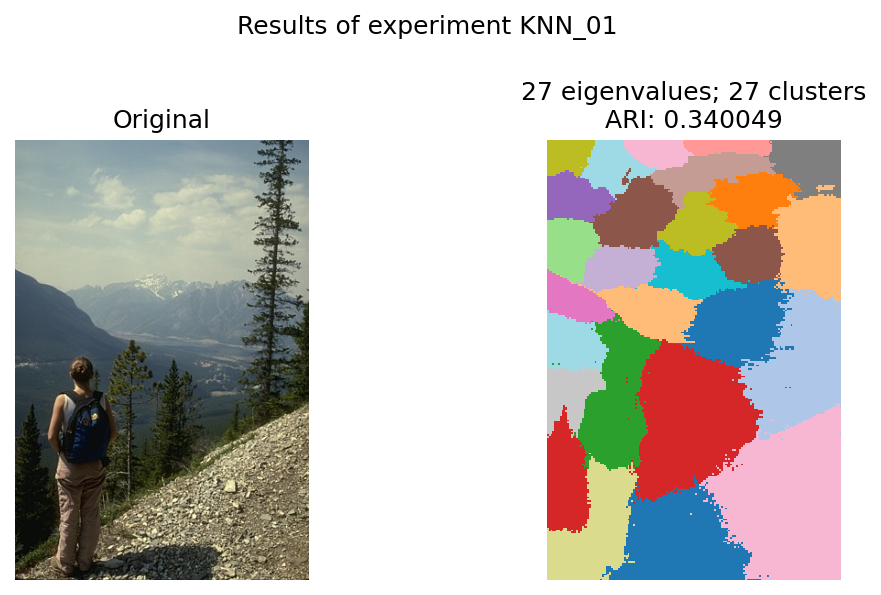 Results of experiment KNN_01
Original
27 eigenvalues; 27 clusters
ARI: 0.340049